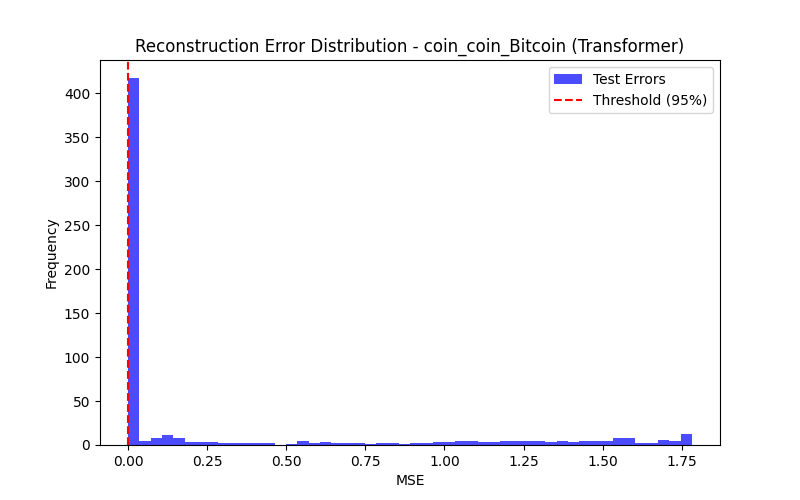 Reconstruction Error Distribution - coin_coin_Bitcoin (Transformer)
Test Errors
Threshold (95%)
Frequency
400
350
300
250
200
150
100
50
0
0.00 0.25 0.50 0.75 1.00 1.25 1.50 1.75
MSE